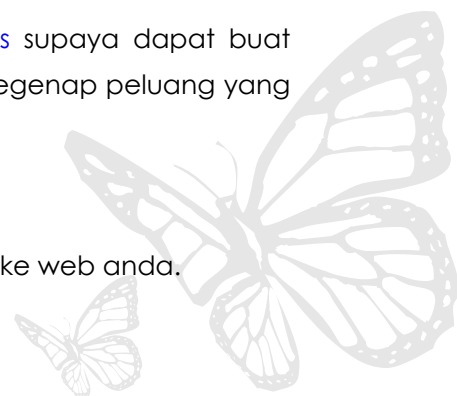 s supaya dapat buat
egenap peluang yang
ke web anda.